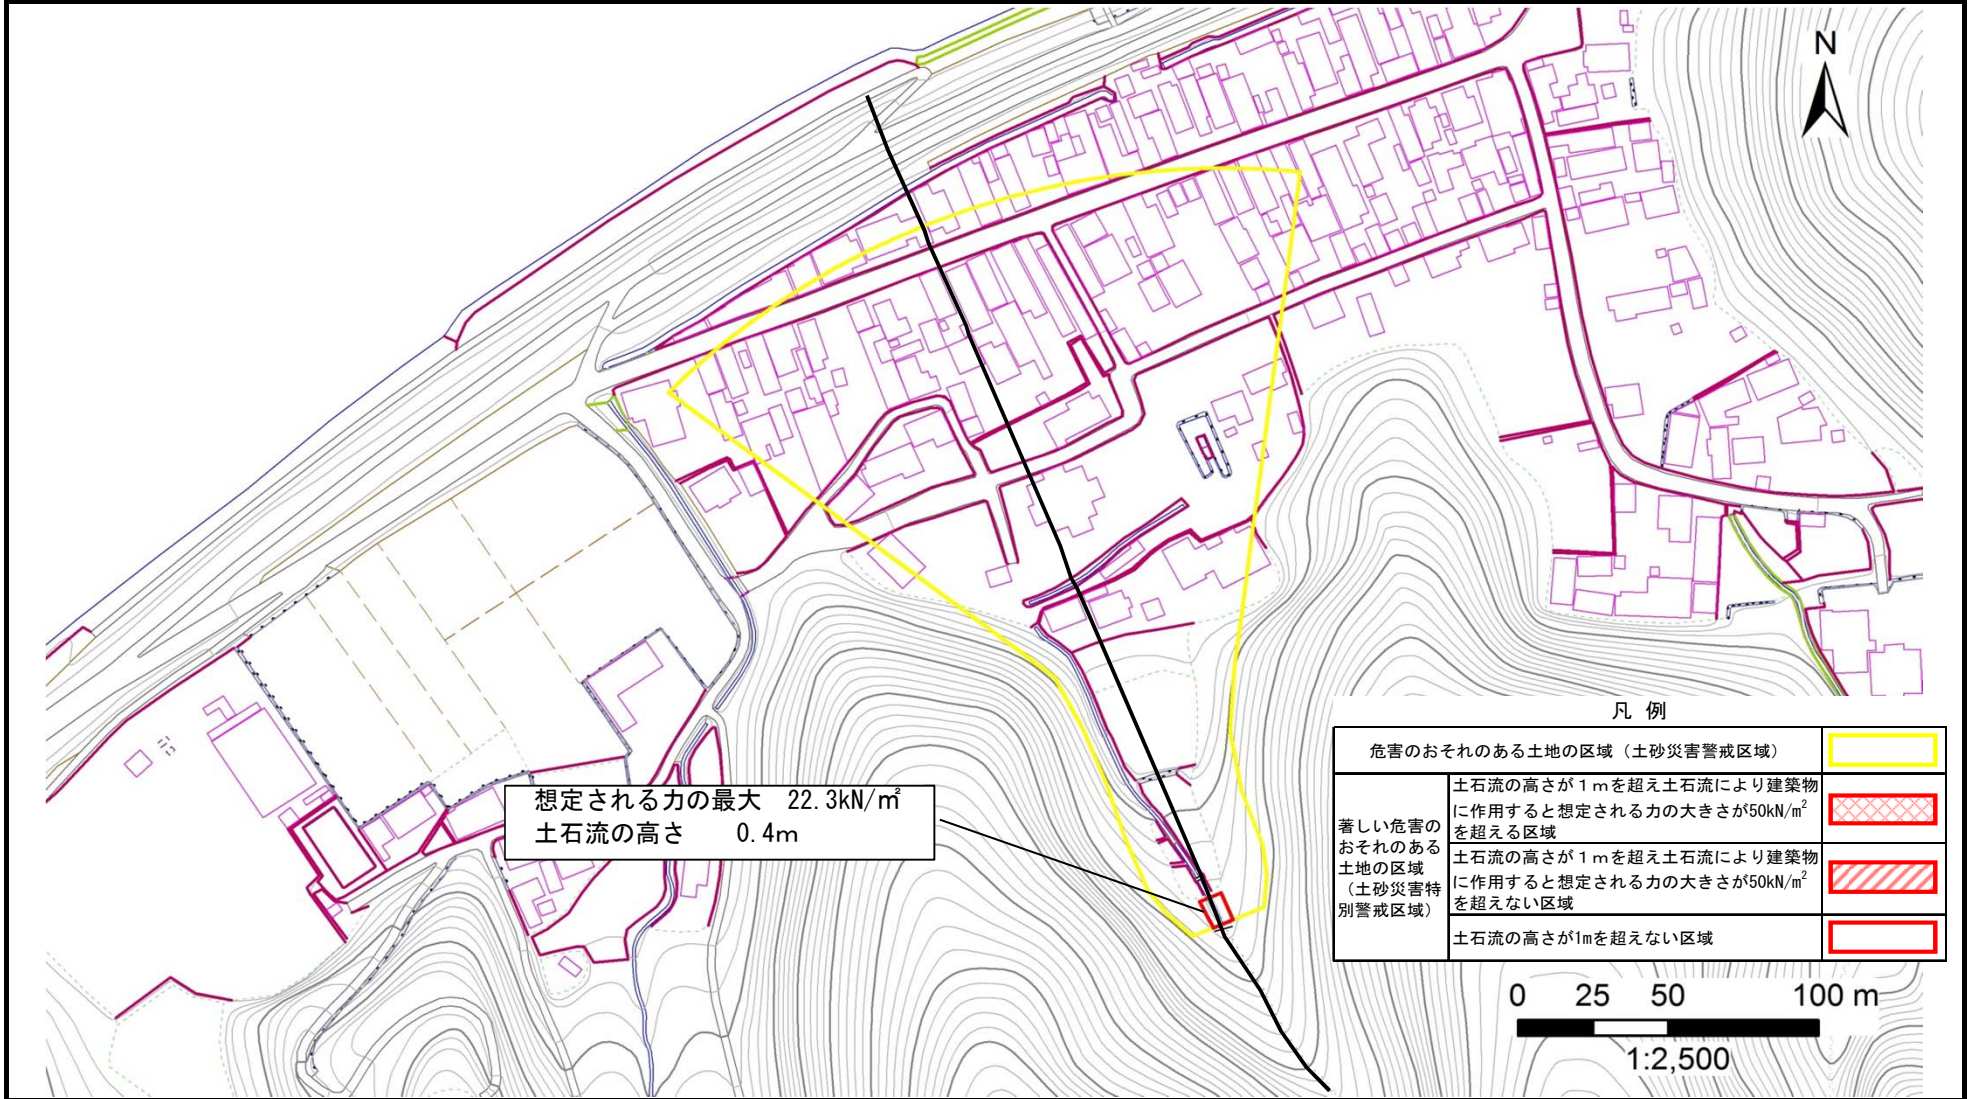 N
想定される力の最大 22.3kN/㎡
土石流の高さ 0.4m
凡 例
危害のおそれのある土地の区域（土砂災害警戒区域）
著しい危害の
おそれのある
土地の区域
（土砂災害特
別警戒区域）
土石流の高さが１ｍを超え土石流により建築物
に作用すると想定される力の大きさが50kN/m²
を超える区域
土石流の高さが１ｍを超え土石流により建築物
に作用すると想定される力の大きさが50kN/m²
を超えない区域
土石流の高さが1mを超えない区域
0 25 50 100 m
1:2,500